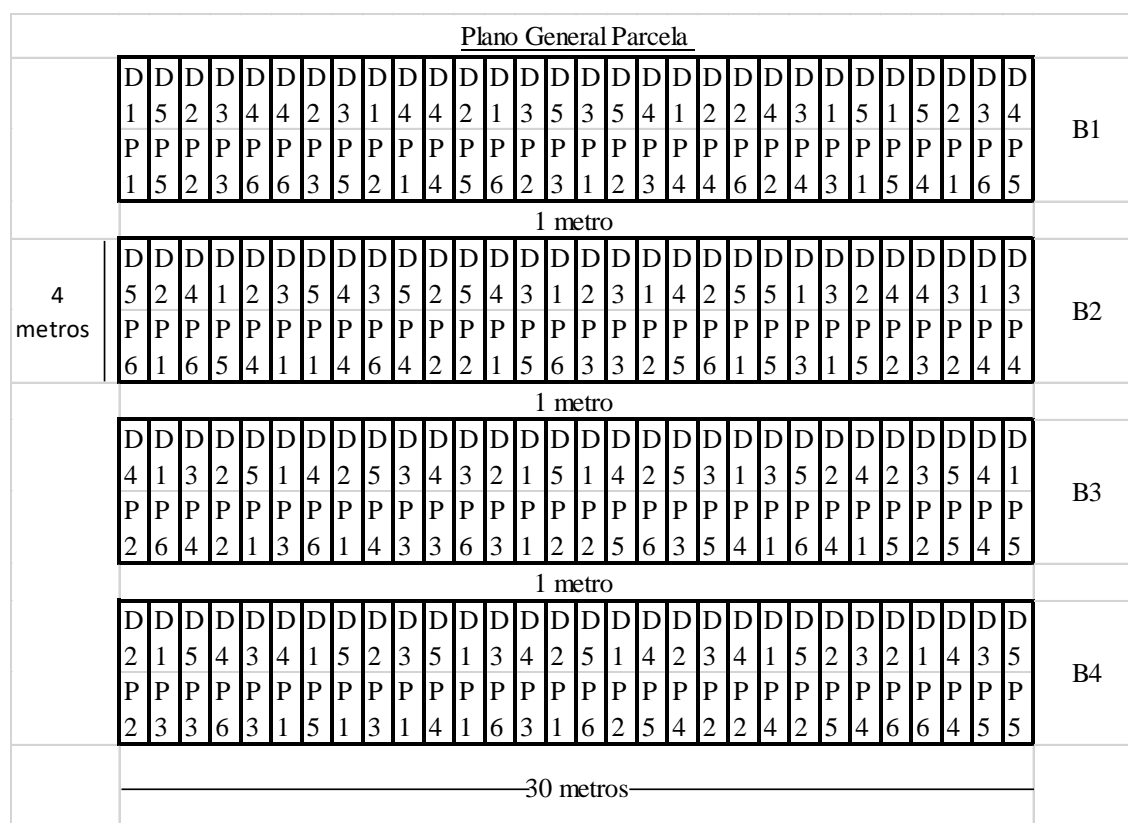 Plano General Parcela
D D D D D D D D D D D D D D D D D D D D D D D D D D D D D D
1 5 2 3 4 4 2 3 1 4 4 2 1 3 5 3 5 4 1 2 2 4 3 1 5 1 5 2 3 4
B1
P P P P P P P P P P P P P P P P P P P P P P P P P P P P P P
1 5 2 3 6 6 3 5 2 1 4 5 6 2 3 1 2 3 4 4 6 2 4 3 1 5 4 1 6 5
1 metro
D D D D D D D D D D D D D D D D D D D D D D D D D D D D D D
4
metros
5 2 4 1 2 3 5 4 3 5 2 5 4 3 1 2 3 1 4 2 5 5 1 3 2 4 4 3 1 3
B2
P P P P P P P P P P P P P P P P P P P P P P P P P P P P P P
6 1 6 5 4 1 1 4 6 4 2 2 1 5 6 3 3 2 5 6 1 5 3 1 5 2 3 2 4 4
1 metro
D D D D D D D D D D D D D D D D D D D D D D D D D D D D D D
4 1 3 2 5 1 4 2 5 3 4 3 2 1 5 1 4 2 5 3 1 3 5 2 4 2 3 5 4 1
B3
P P P P P P P P P P P P P P P P P P P P P P P P P P P P P P
2 6 4 2 1 3 6 1 4 3 3 6 3 1 2 2 5 6 3 5 4 1 6 4 1 5 2 5 4 5
1 metro
D D D D D D D D D D D D D D D D D D D D D D D D D D D D D D
2 1 5 4 3 4 1 5 2 3 5 1 3 4 2 5 1 4 2 3 4 1 5 2 3 2 1 4 3 5
B4
P P P P P P P P P P P P P P P P P P P P P P P P P P P P P P
2 3 3 6 3 1 5 1 3 1 4 1 6 3 1 6 2 5 4 2 2 4 2 5 4 6 6 4 5 5
30 metros